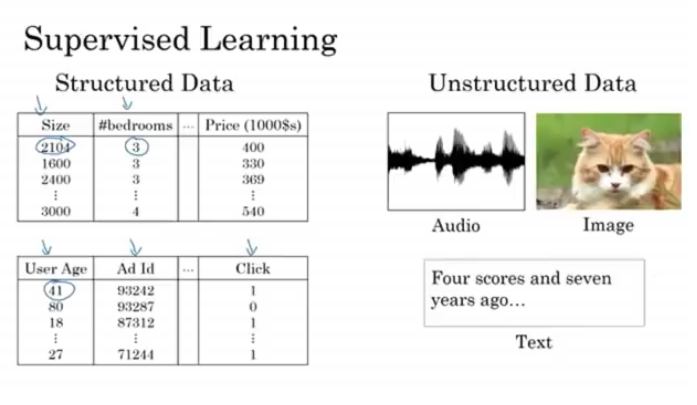 Supervised Learning
Structured Data
Size #bedrooms ... Price (1000$s)
2104 3 400
1600 3 330
2400 3 369
⋮ ⋮ ⋮
3000 4 540
User Age Ad Id ... Click
41 93242 1
80 93287 0
18 87312 1
⋮ ⋮ ⋮
27 71244 1
Unstructured Data
Audio
Image
Four scores and seven
years ago...
Text